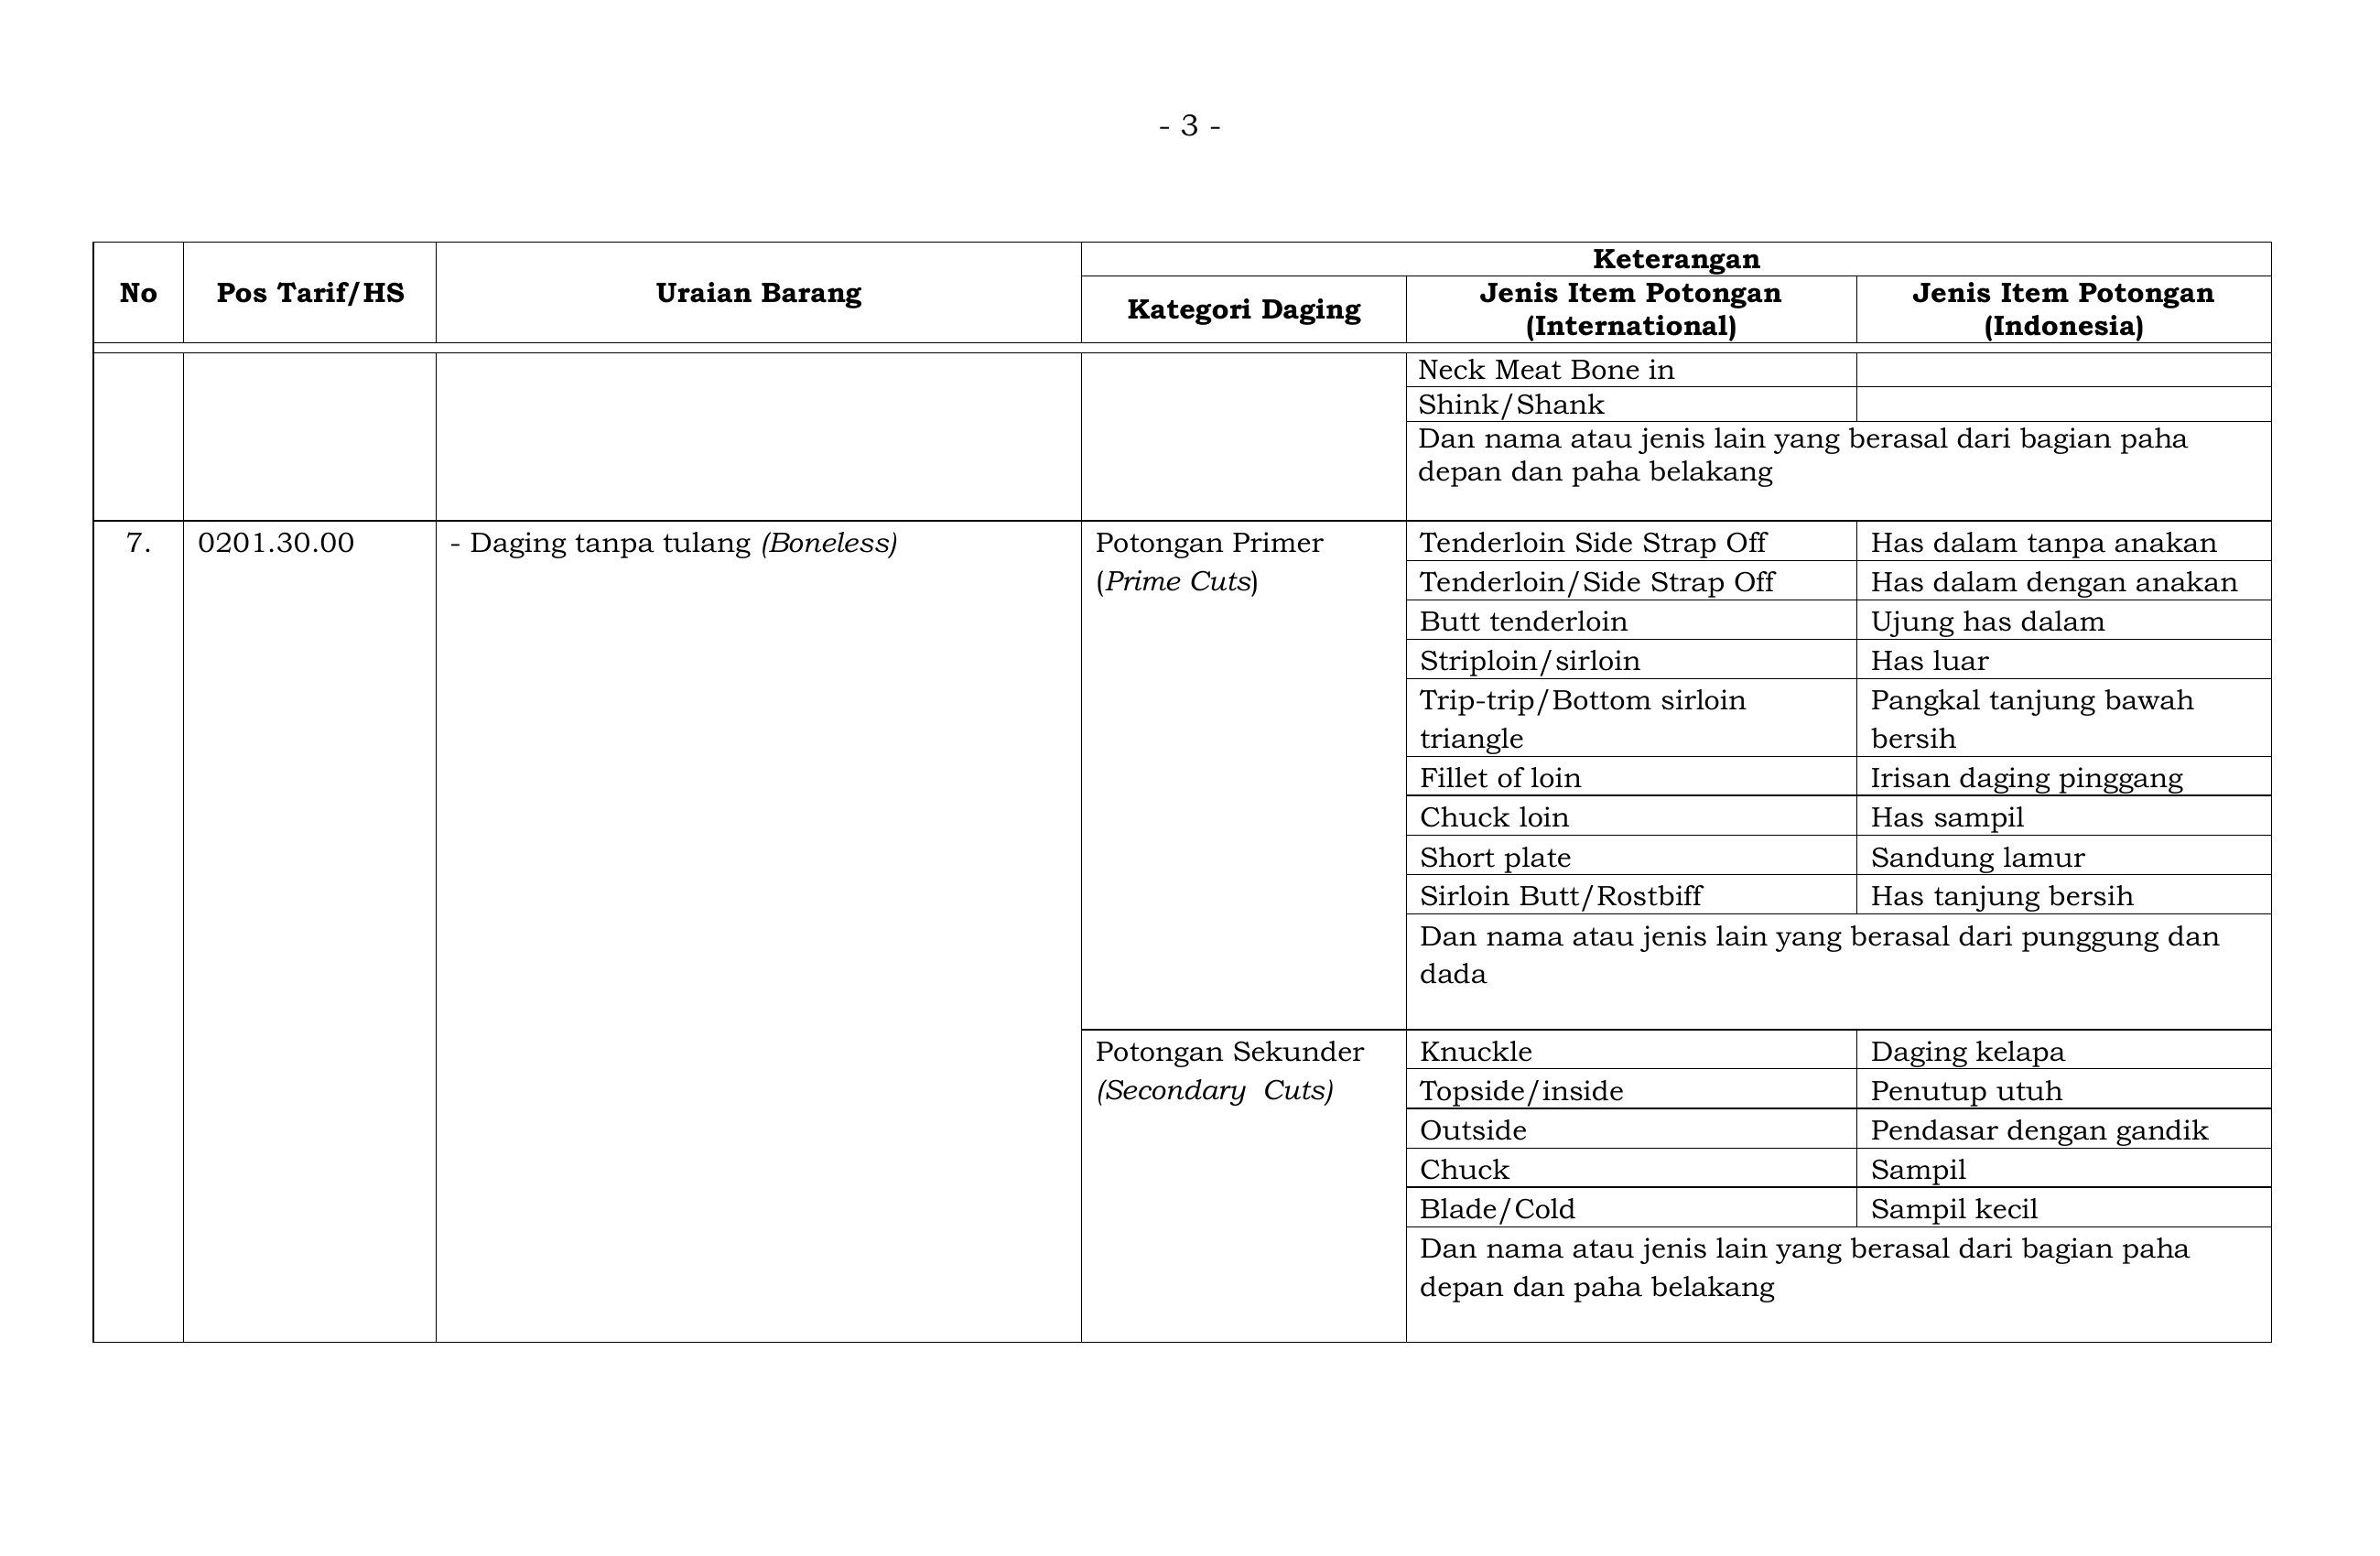 - 3 -
No
Pos Tarif/HS
Uraian Barang
Keterangan
Kategori Daging
Jenis Item Potongan
(International)
Jenis Item Potongan
(Indonesia)
Neck Meat Bone in
Shink/Shank
Dan nama atau jenis lain yang berasal dari bagian paha
depan dan paha belakang
7.
0201.30.00
- Daging tanpa tulang (Boneless)
Potongan Primer
(Prime Cuts)
Tenderloin Side Strap Off
Has dalam tanpa anakan
Tenderloin/Side Strap Off
Has dalam dengan anakan
Butt tenderloin
Ujung has dalam
Striploin/sirloin
Has luar
Trip-trip/Bottom sirloin
triangle
Pangkal tanjung bawah
bersih
Fillet of loin
Irisan daging pinggang
Chuck loin
Has sampil
Short plate
Sandung lamur
Sirloin Butt/Rostbiff
Has tanjung bersih
Dan nama atau jenis lain yang berasal dari punggung dan
dada
Potongan Sekunder
(Secondary  Cuts)
Knuckle
Daging kelapa
Topside/inside
Penutup utuh
Outside
Pendasar dengan gandik
Chuck
Sampil
Blade/Cold
Sampil kecil
Dan nama atau jenis lain yang berasal dari bagian paha
depan dan paha belakang